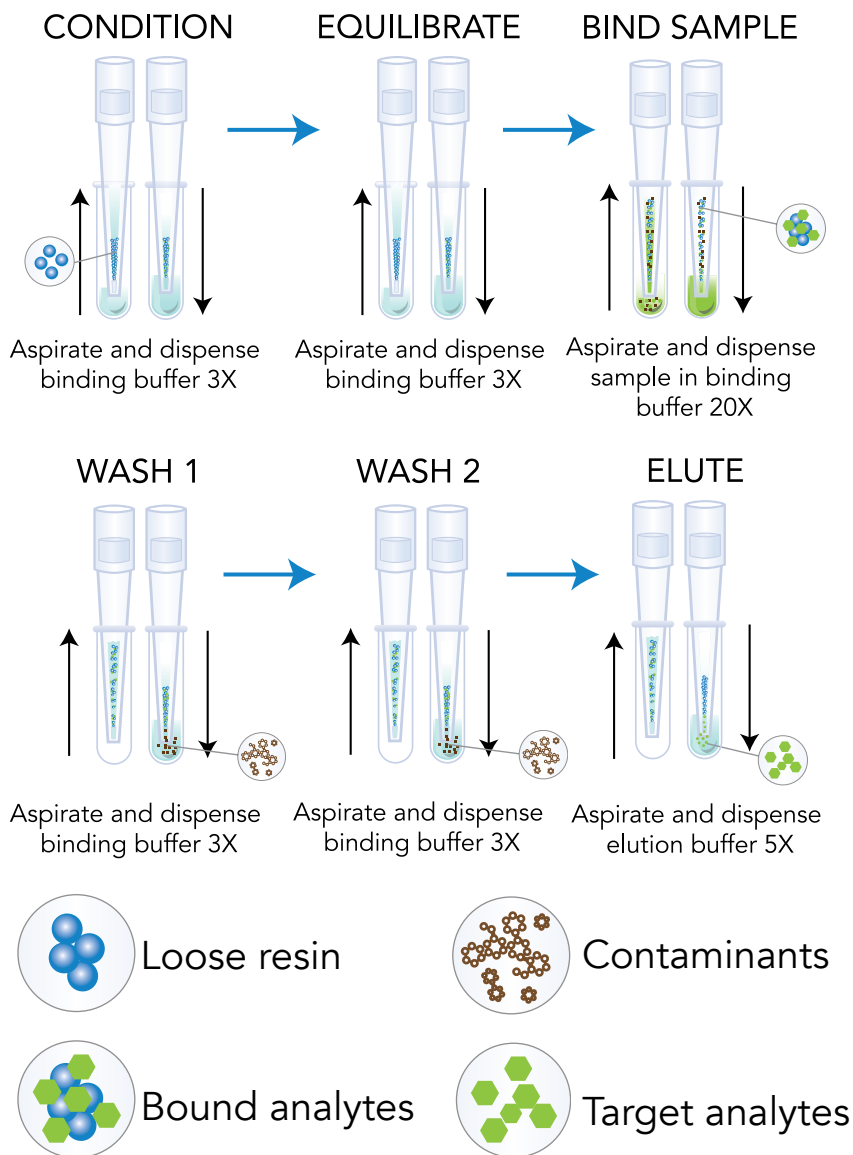 CONDITION
EQUILIBRATE
BIND SAMPLE
Aspirate and dispense
binding buffer 3X
Aspirate and dispense
binding buffer 3X
Aspirate and dispense
sample in binding
buffer 20X
WASH 1
WASH 2
ELUTE
Aspirate and dispense
binding buffer 3X
Aspirate and dispense
binding buffer 3X
Aspirate and dispense
elution buffer 5X
Loose resin
Contaminants
Bound analytes
Target analytes